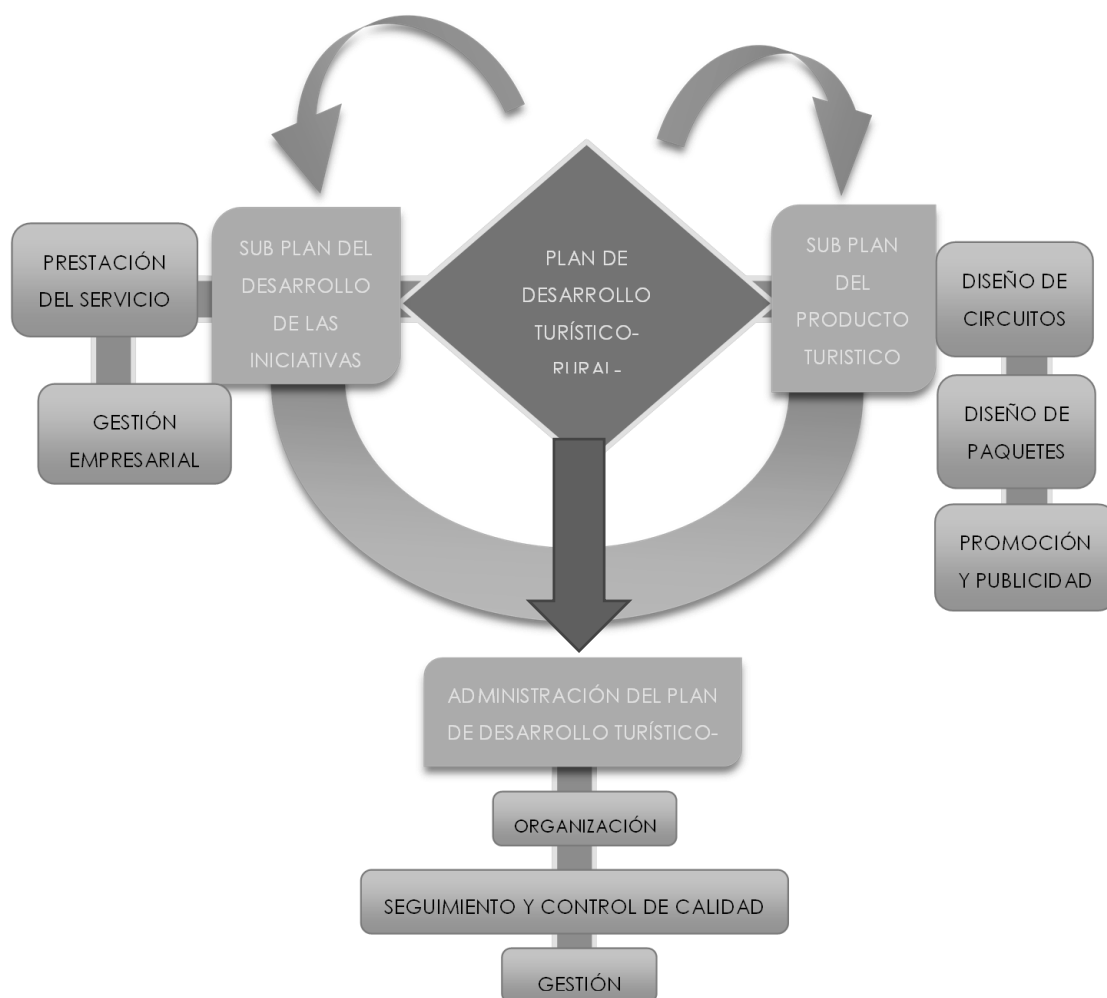 PRESTACIÓN
DEL SERVICIO
GESTIÓN
EMPRESARIAL
SUB PLAN DEL
DESARROLLO
DE LAS
INICIATIVAS
PLAN DE
DESARROLLO
TURÍSTICO-
RURAL-
SUB PLAN
DEL
PRODUCTO
TURISTICO
DISEÑO DE
CIRCUITOS
DISEÑO DE
PAQUETES
PROMOCIÓN
Y PUBLICIDAD
ADMINISTRACIÓN DEL PLAN
DE DESARROLLO TURÍSTICO-
ORGANIZACIÓN
SEGUIMIENTO Y CONTROL DE CALIDAD
GESTIÓN